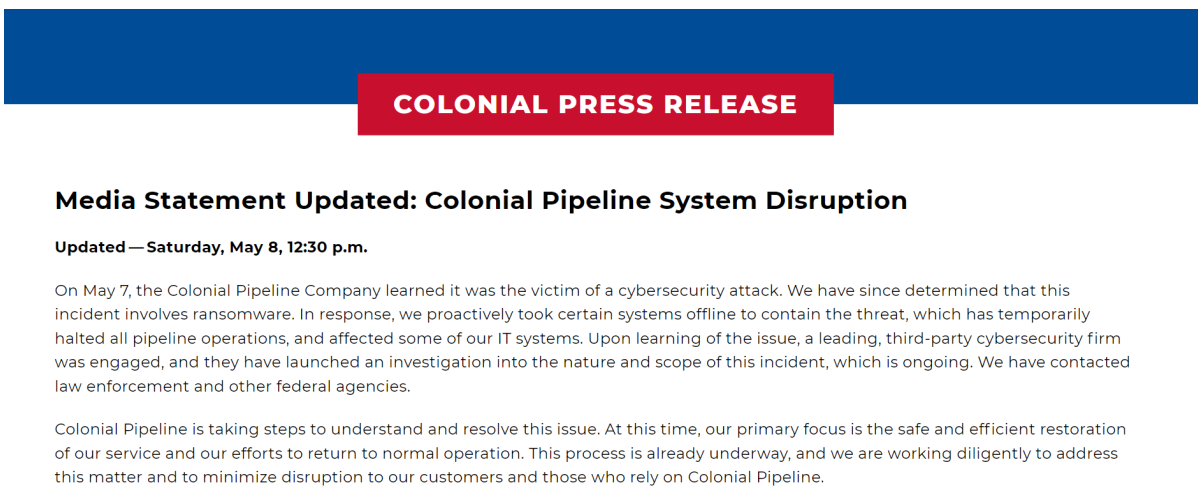 COLONIAL PRESS RELEASE
Media Statement Updated: Colonial Pipeline System Disruption
Updated — Saturday, May 8, 12:30 p.m.
On May 7, the Colonial Pipeline Company learned it was the victim of a cybersecurity attack. We have since determined that this
incident involves ransomware. In response, we proactively took certain systems offline to contain the threat, which has temporarily
halted all pipeline operations, and affected some of our IT systems. Upon learning of the issue, a leading, third-party cybersecurity firm
was engaged, and they have launched an investigation into the nature and scope of this incident, which is ongoing. We have contacted
law enforcement and other federal agencies.
Colonial Pipeline is taking steps to understand and resolve this issue. At this time, our primary focus is the safe and efficient restoration
of our service and our efforts to return to normal operation. This process is already underway, and we are working diligently to address
this matter and to minimize disruption to our customers and those who rely on Colonial Pipeline.